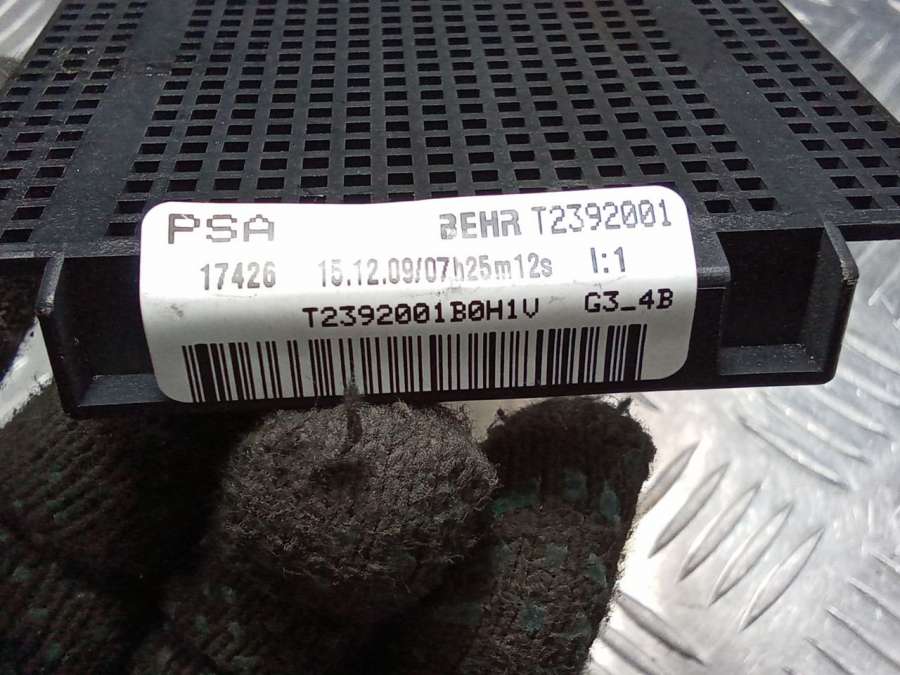 PSA BEHR T2392001
17426 15.12.09/07h25m12s I:1
T2392001B0H1V G3_4B